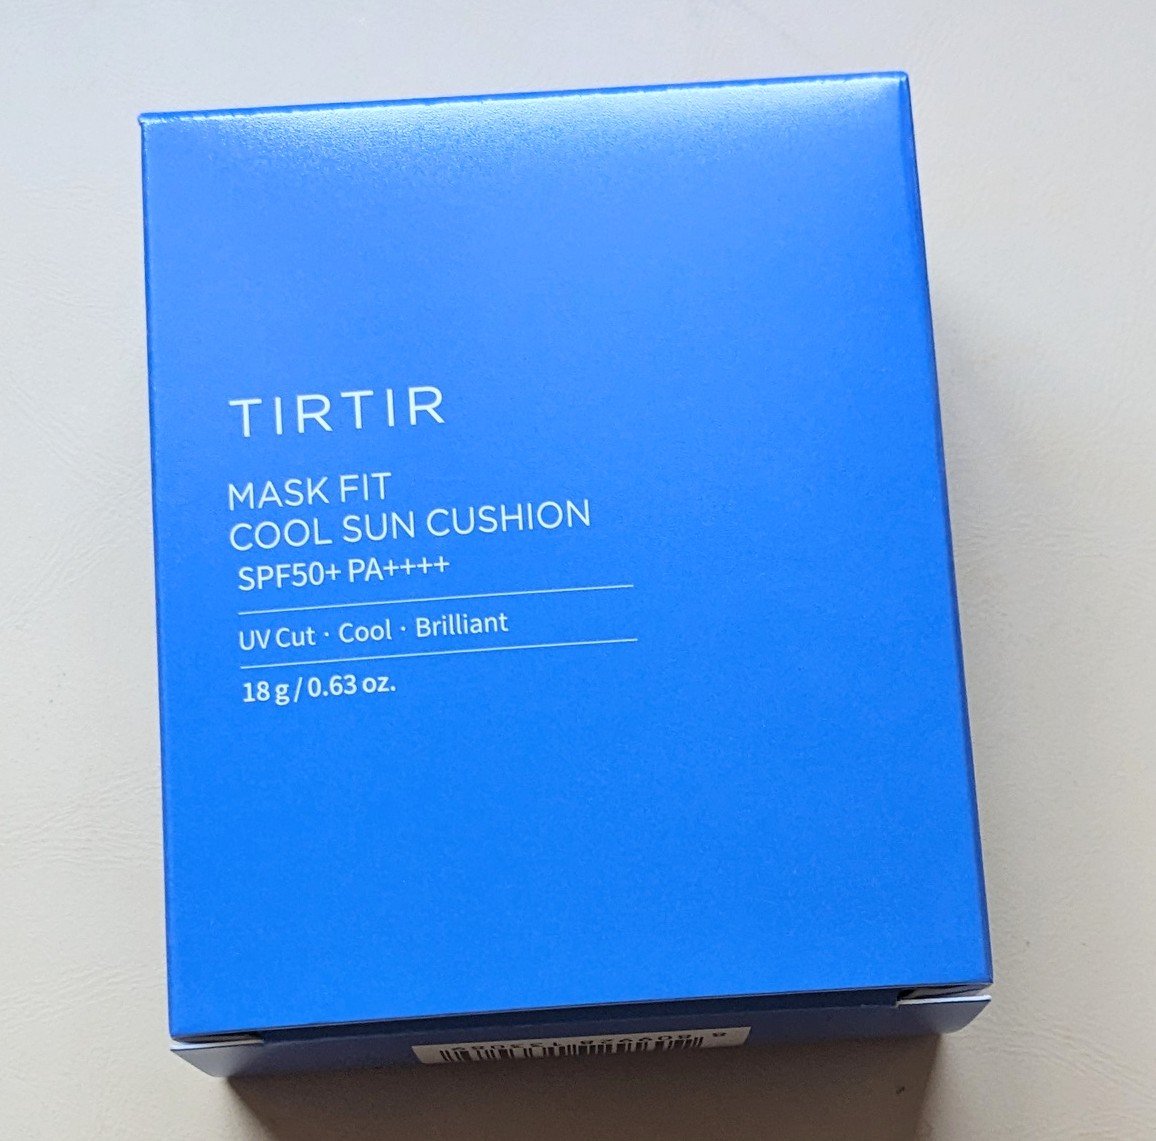 TIRTIR
MASK FIT
COOL SUN CUSHION
SPF50+ PA++++
UV Cut · Cool · Brilliant
18 g / 0.63 oz.